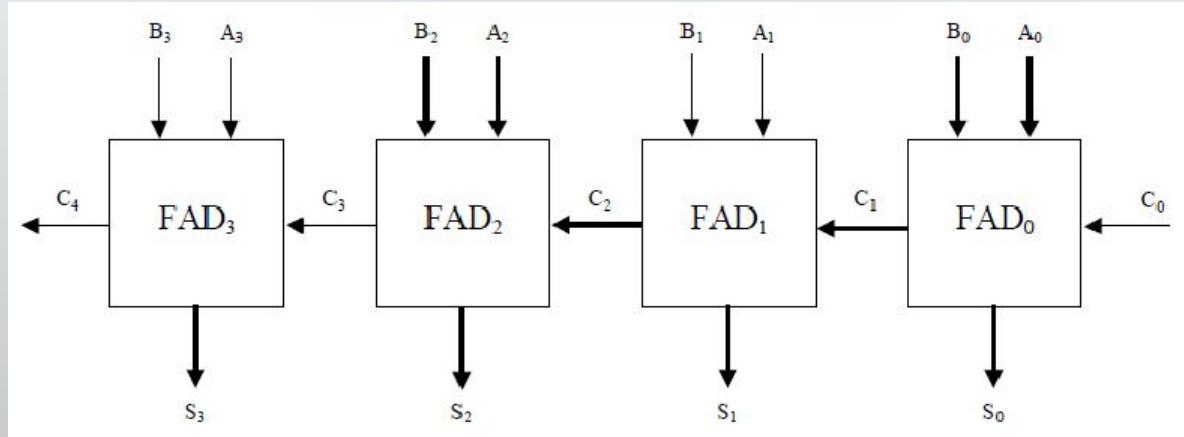 B₃ A₃ B₂ A₂ B₁ A₁ B₀ A₀
C₄ FAD₃ C₃ FAD₂ C₂ FAD₁ C₁ FAD₀ C₀
S₃ S₂ S₁ S₀